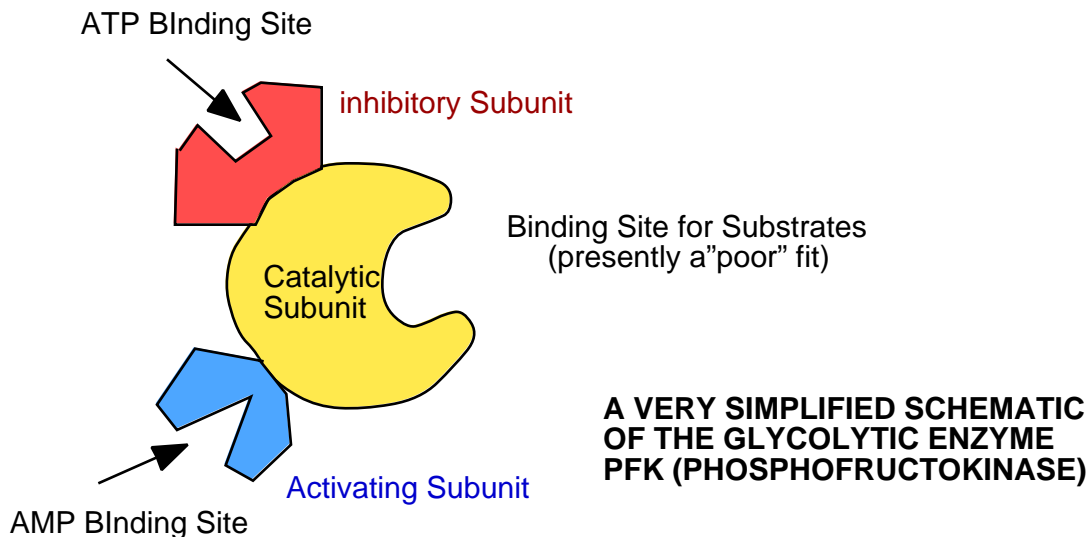 ATP BInding Site
inhibitory Subunit
Binding Site for Substrates
(presently a"poor" fit)
Catalytic
Subunit
A VERY SIMPLIFIED SCHEMATIC
OF THE GLYCOLYTIC ENZYME
PFK (PHOSPHOFRUCTOKINASE)
Activating Subunit
AMP BInding Site